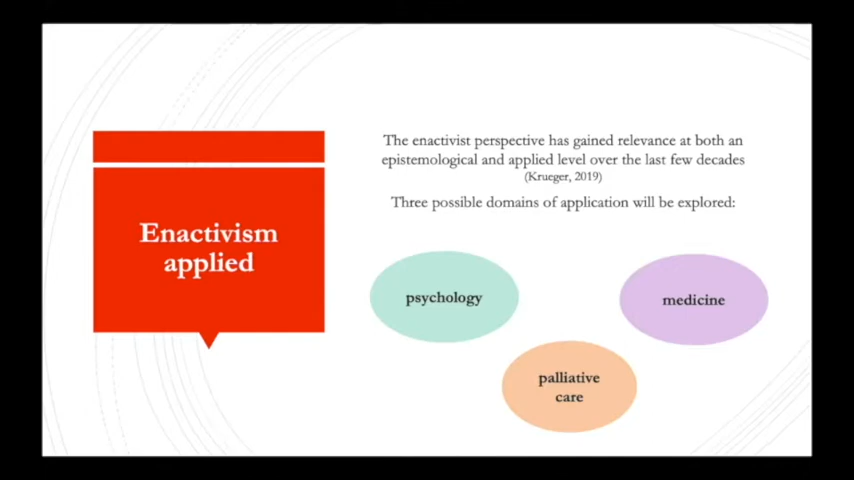 Enactivism
applied
The enactivist perspective has gained relevance at both an
epistemological and applied level over the last few decades
(Krueger, 2019)
Three possible domains of application will be explored:
psychology
medicine
palliative
care